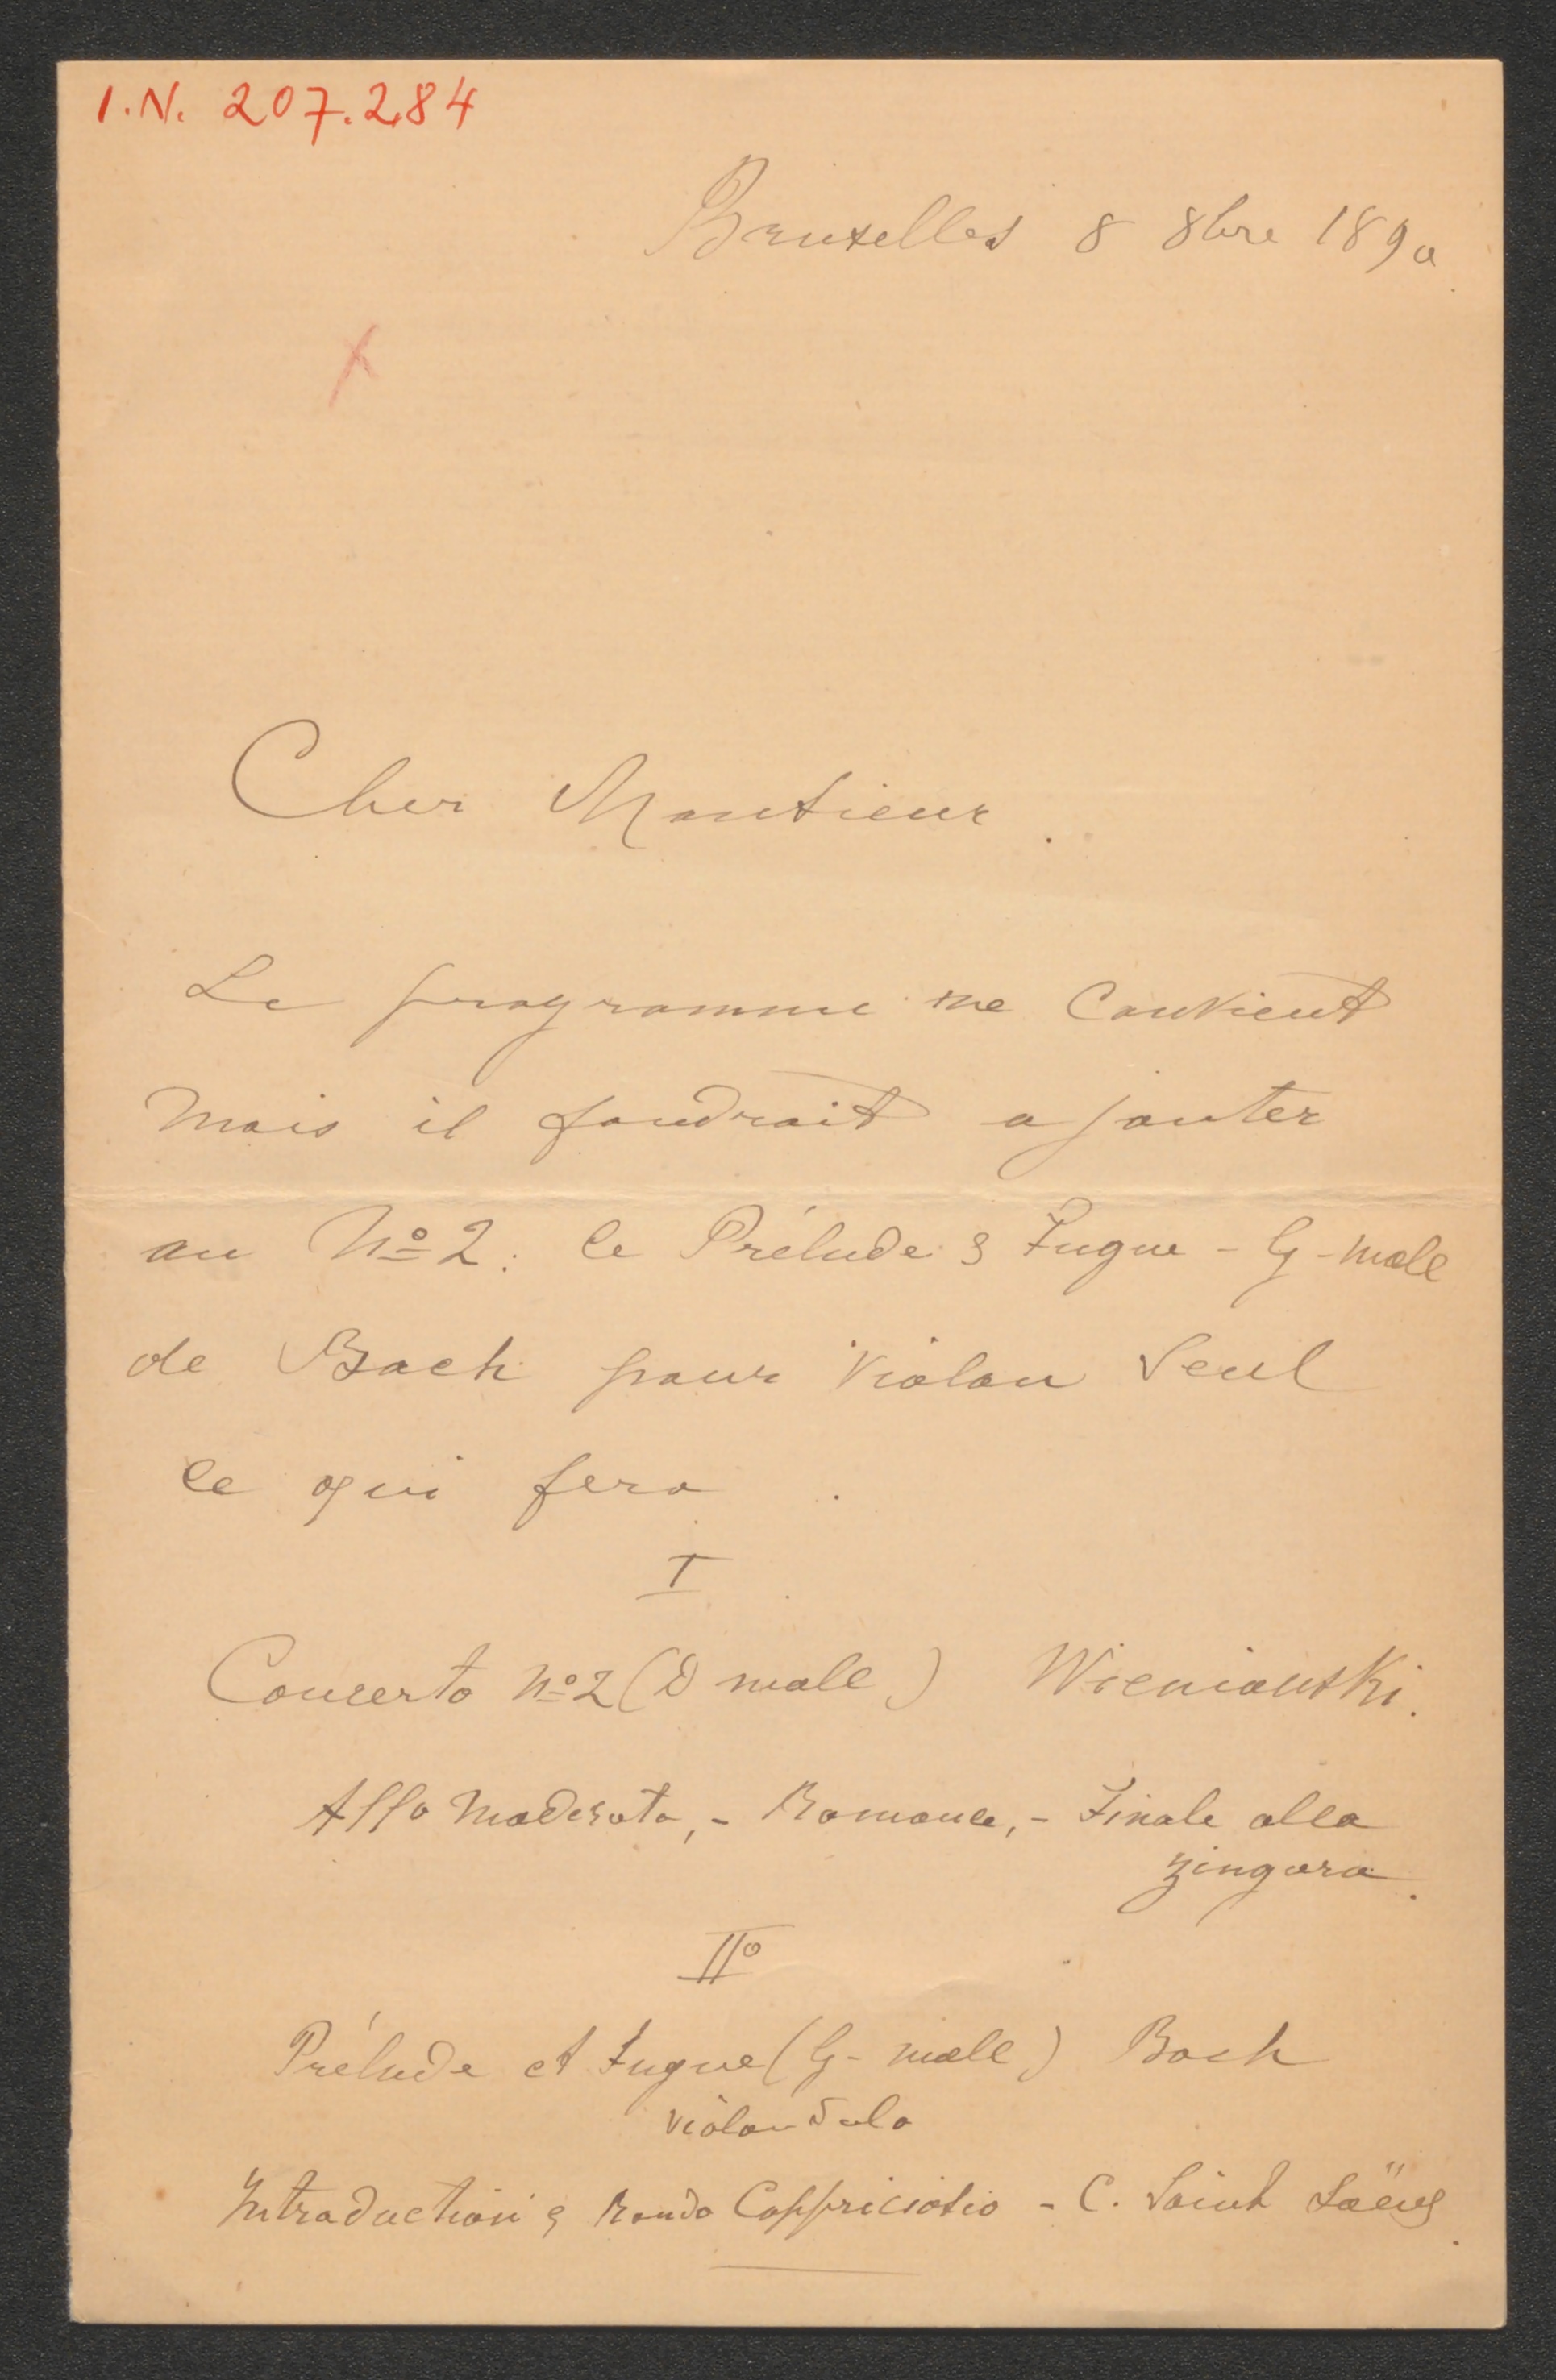 I.N. 207.284
Bruxelles 8 8bre 1890
Cher Monsieur.
Le programme me convient
mais il faudrait ajouter
au No 2: le Prélude & Fugue - G-moll
de Bach pour violon seul
ce qui fera
I
Concerto No 2 (D moll) Wieniawski.
Allo Moderato, - Romance, - Finale alla
zingara.
IIo
Prélude et Fugue (G-moll) Bach
violon solo
Introduction & Rondo Cappriciosio - C. Saint Saëns.